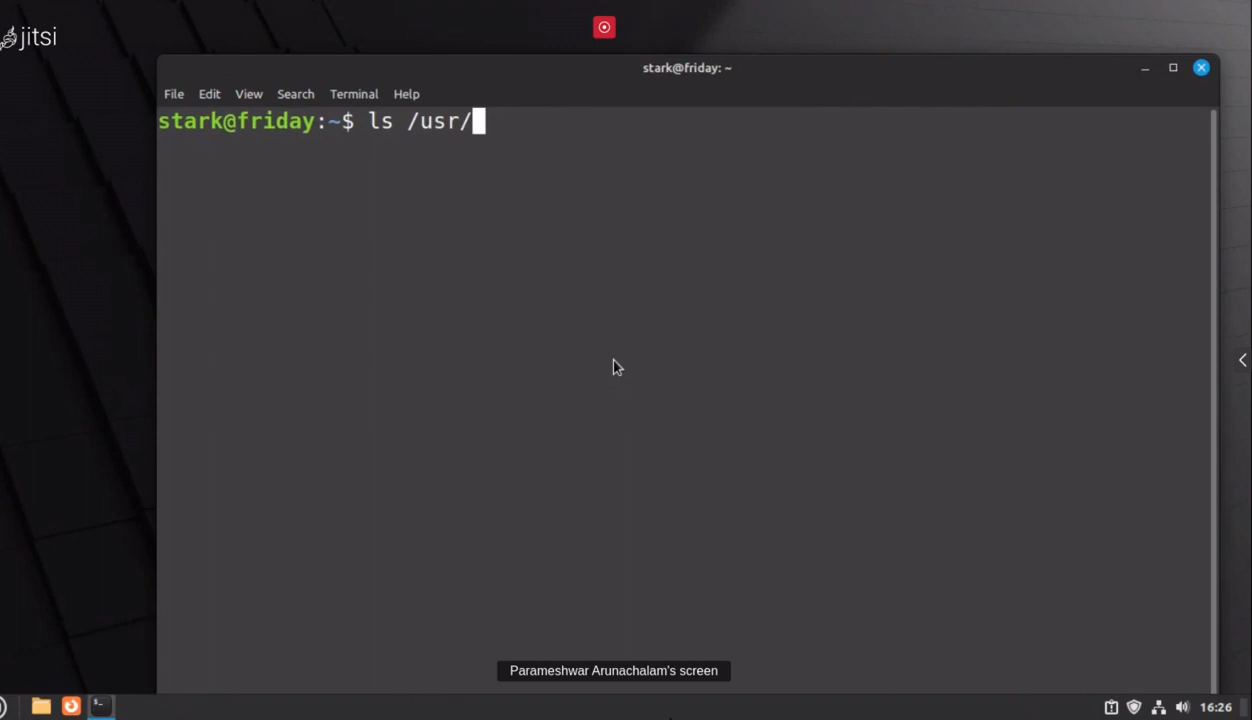 jitsi
stark@friday: ~
File Edit View Search Terminal Help
stark@friday:~$ ls /usr/
Parameshwar Arunachalam's screen
16:26